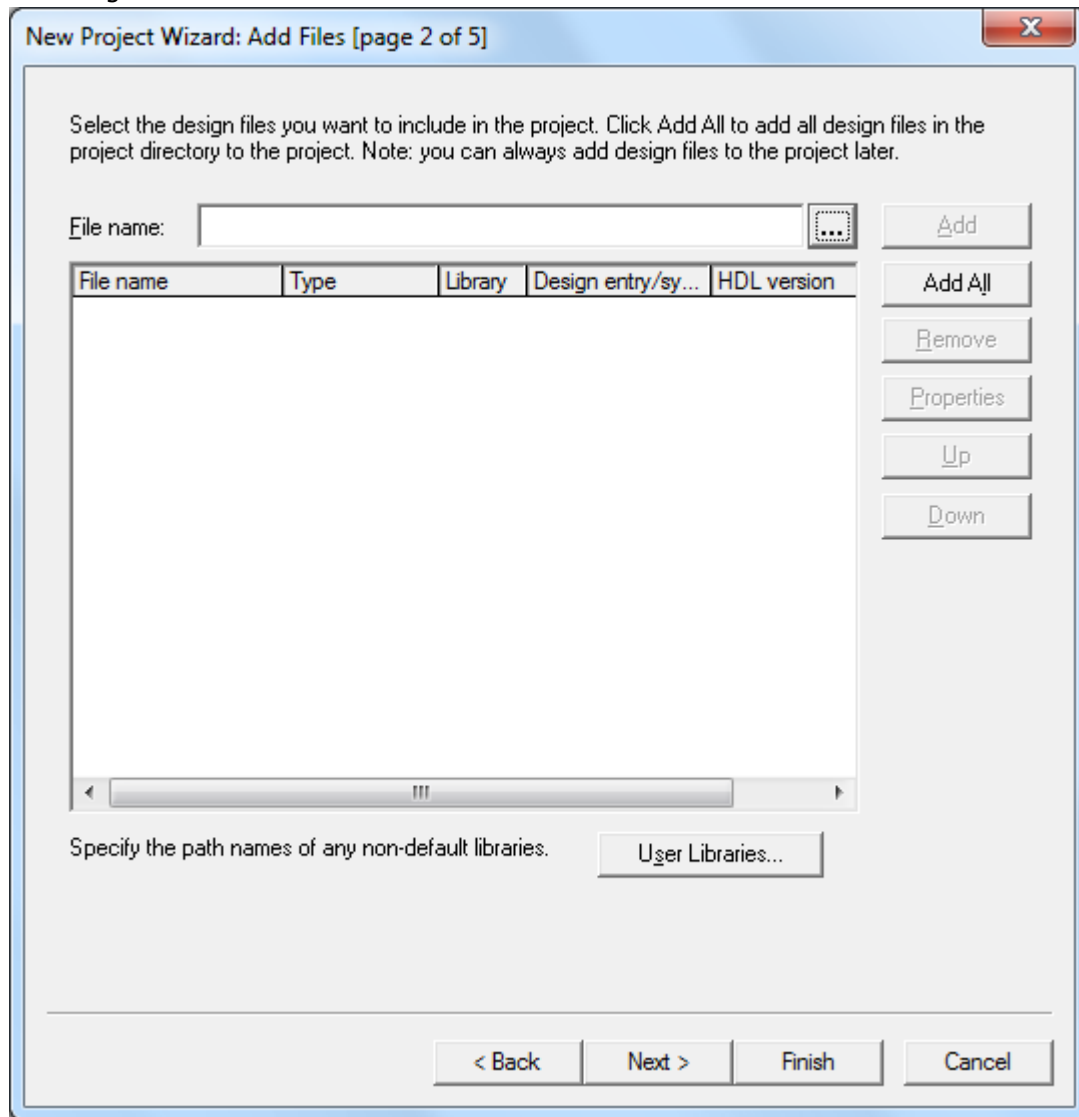 New Project Wizard: Add Files [page 2 of 5]
Select the design files you want to include in the project. Click Add All to add all design files in the
project directory to the project. Note: you can always add design files to the project later.
File name:
...
Add
File name Type Library Design entry/sy... HDL version
Add All
Remove
Properties
Up
Down
Specify the path names of any non-default libraries.
User Libraries...
< Back Next > Finish Cancel